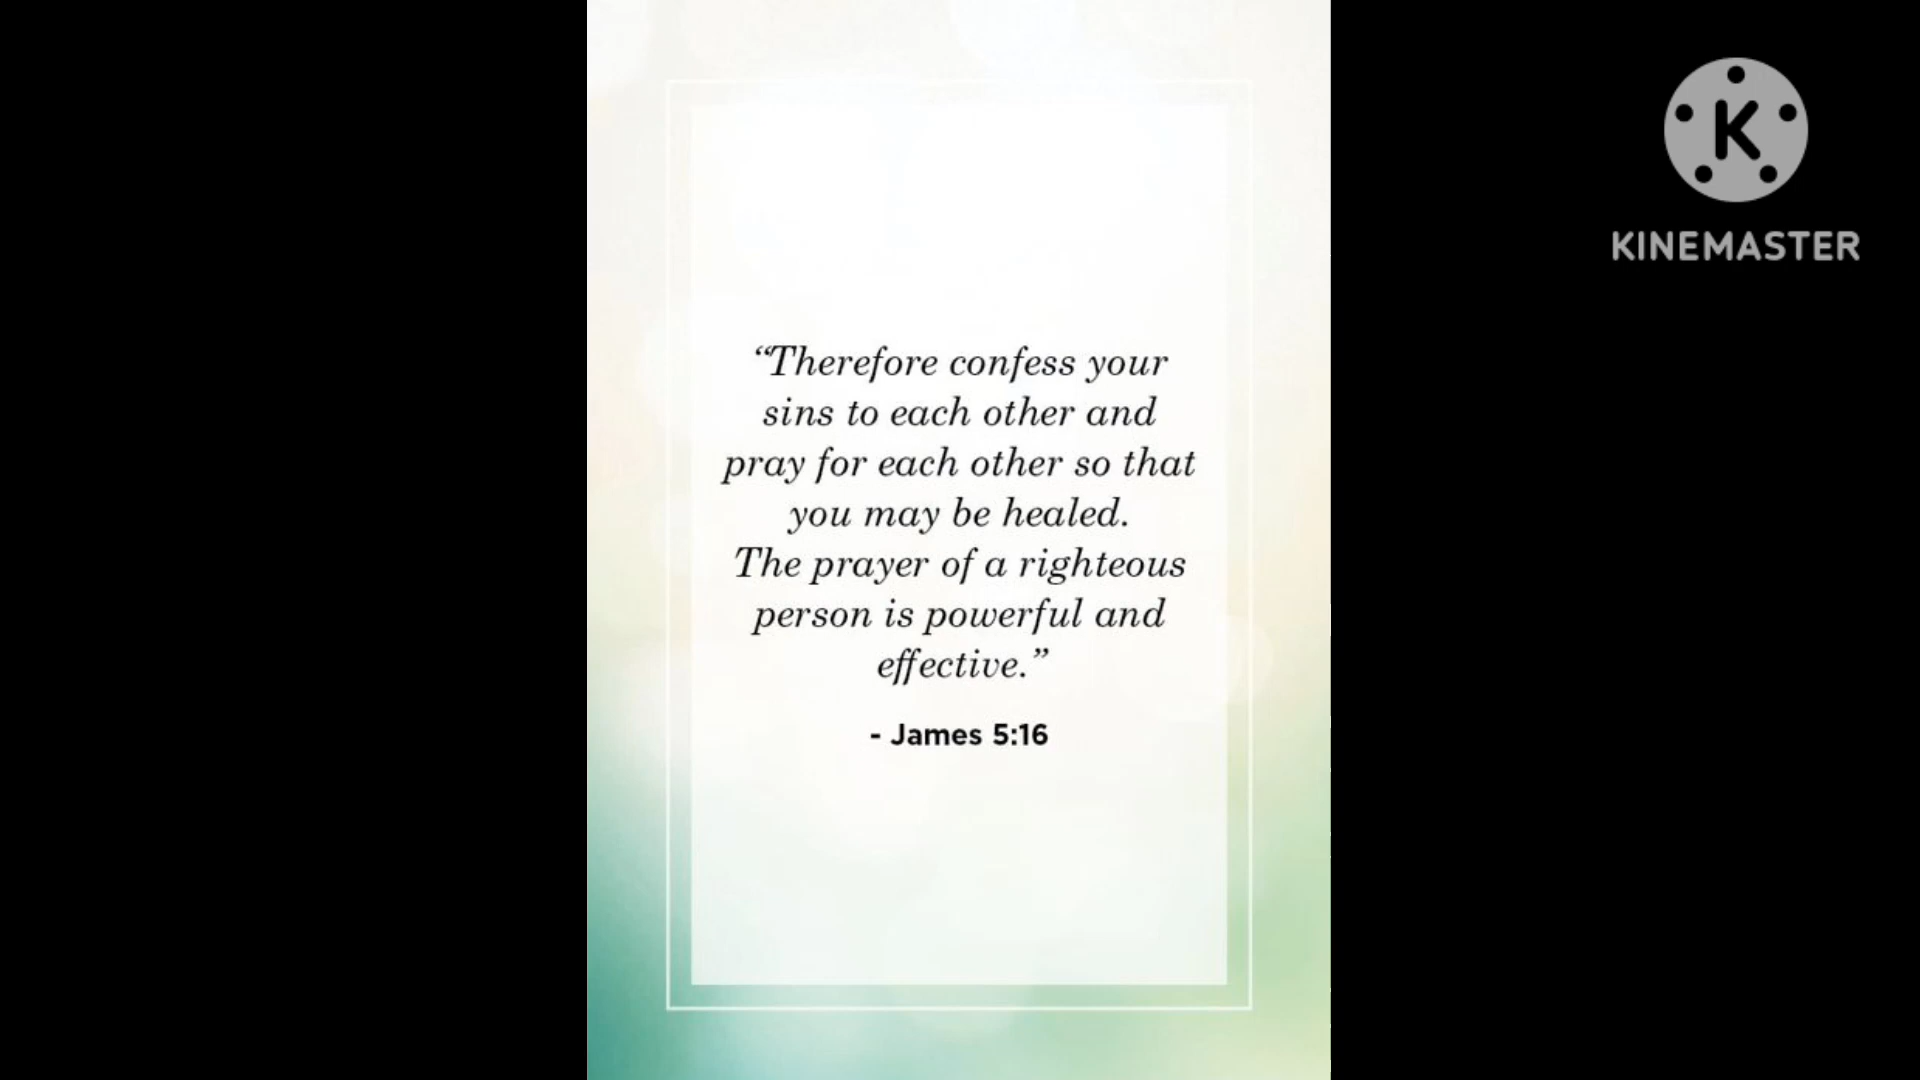 “Therefore confess your
sins to each other and
pray for each other so that
you may be healed.
The prayer of a righteous
person is powerful and
effective.”
- James 5:16
K
KINEMASTER